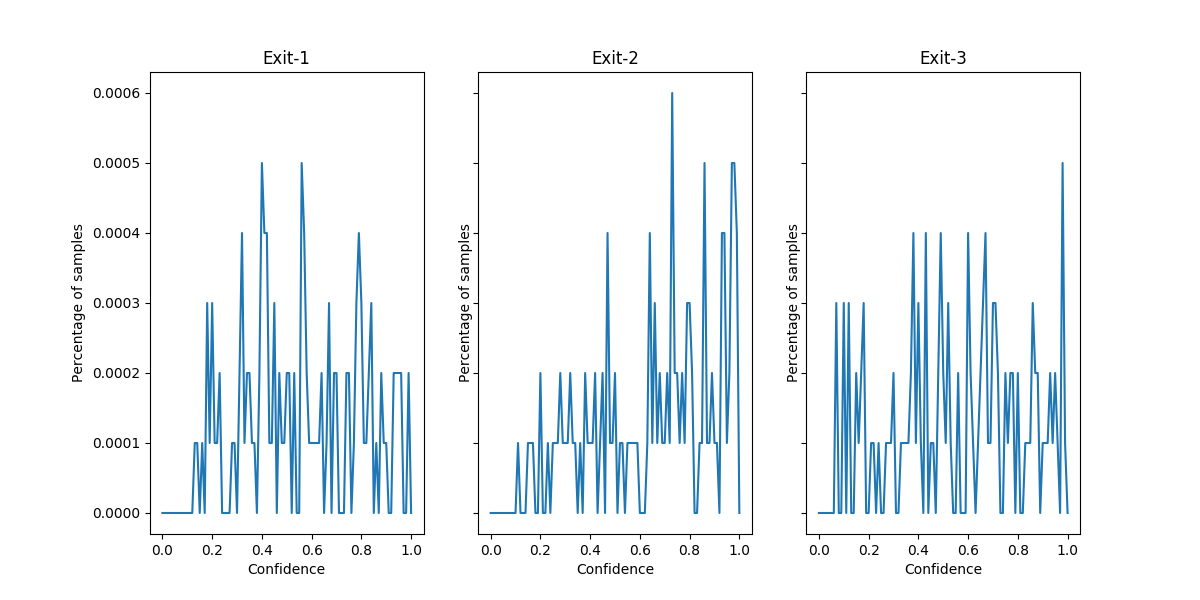 Exit-1
Exit-2
Exit-3
0.0006
0.0005
0.0004
0.0003
0.0002
0.0001
0.0000
Percentage of samples
Percentage of samples
Percentage of samples
0.0 0.2 0.4 0.6 0.8 1.0
0.0 0.2 0.4 0.6 0.8 1.0
0.0 0.2 0.4 0.6 0.8 1.0
Confidence
Confidence
Confidence